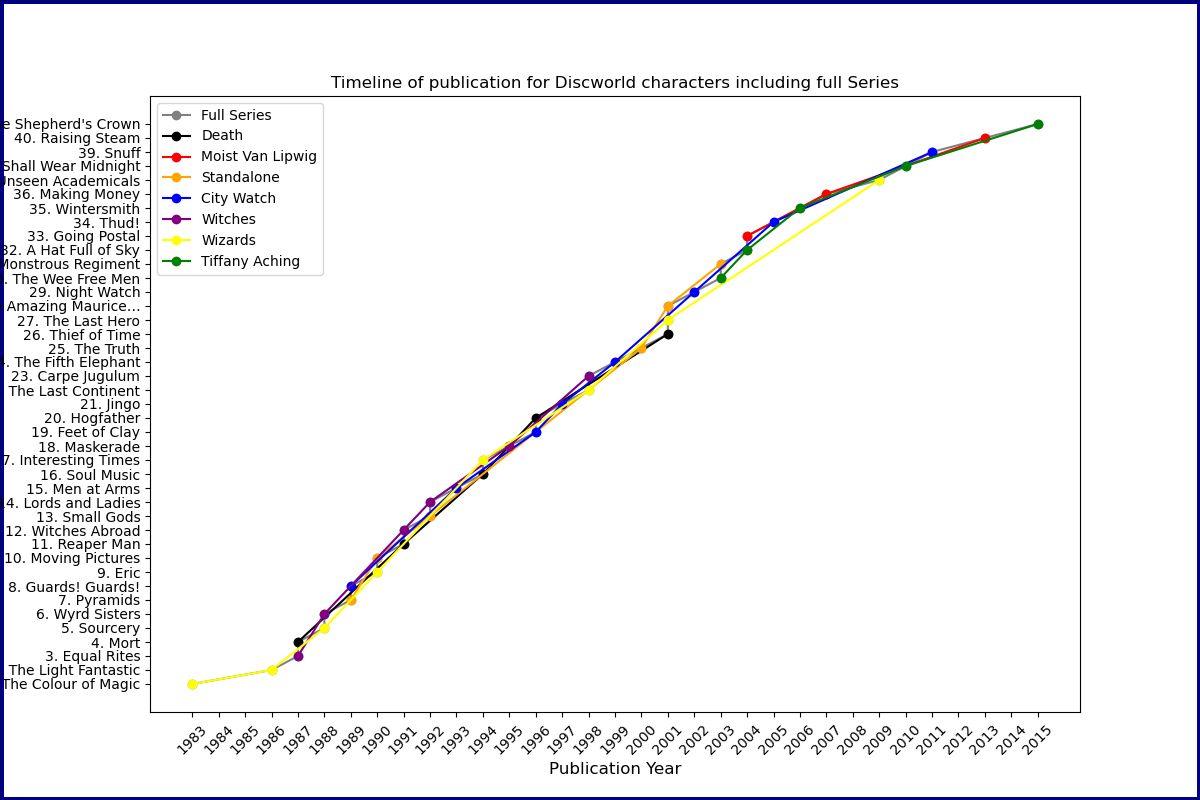 Timeline of publication for Discworld characters including full Series
Full Series
Death
Moist Van Lipwig
Standalone
City Watch
Witches
Wizards
Tiffany Aching
e Shepherd's Crown
40. Raising Steam
39. Snuff
Shall Wear Midnight
Unseen Academicals
36. Making Money
35. Wintersmith
34. Thud!
33. Going Postal
32. A Hat Full of Sky
Monstrous Regiment
. The Wee Free Men
29. Night Watch
Amazing Maurice...
27. The Last Hero
26. Thief of Time
25. The Truth
4. The Fifth Elephant
23. Carpe Jugulum
The Last Continent
21. Jingo
20. Hogfather
19. Feet of Clay
18. Maskerade
7. Interesting Times
16. Soul Music
15. Men at Arms
14. Lords and Ladies
13. Small Gods
12. Witches Abroad
11. Reaper Man
10. Moving Pictures
9. Eric
8. Guards! Guards!
7. Pyramids
6. Wyrd Sisters
5. Sourcery
4. Mort
3. Equal Rites
The Light Fantastic
The Colour of Magic
1983
1984
1985
1986
1987
1988
1989
1990
1991
1992
1993
1994
1995
1996
1997
1998
1999
2000
2001
2002
2003
2004
2005
2006
2007
2008
2009
2010
2011
2012
2013
2014
2015
Publication Year